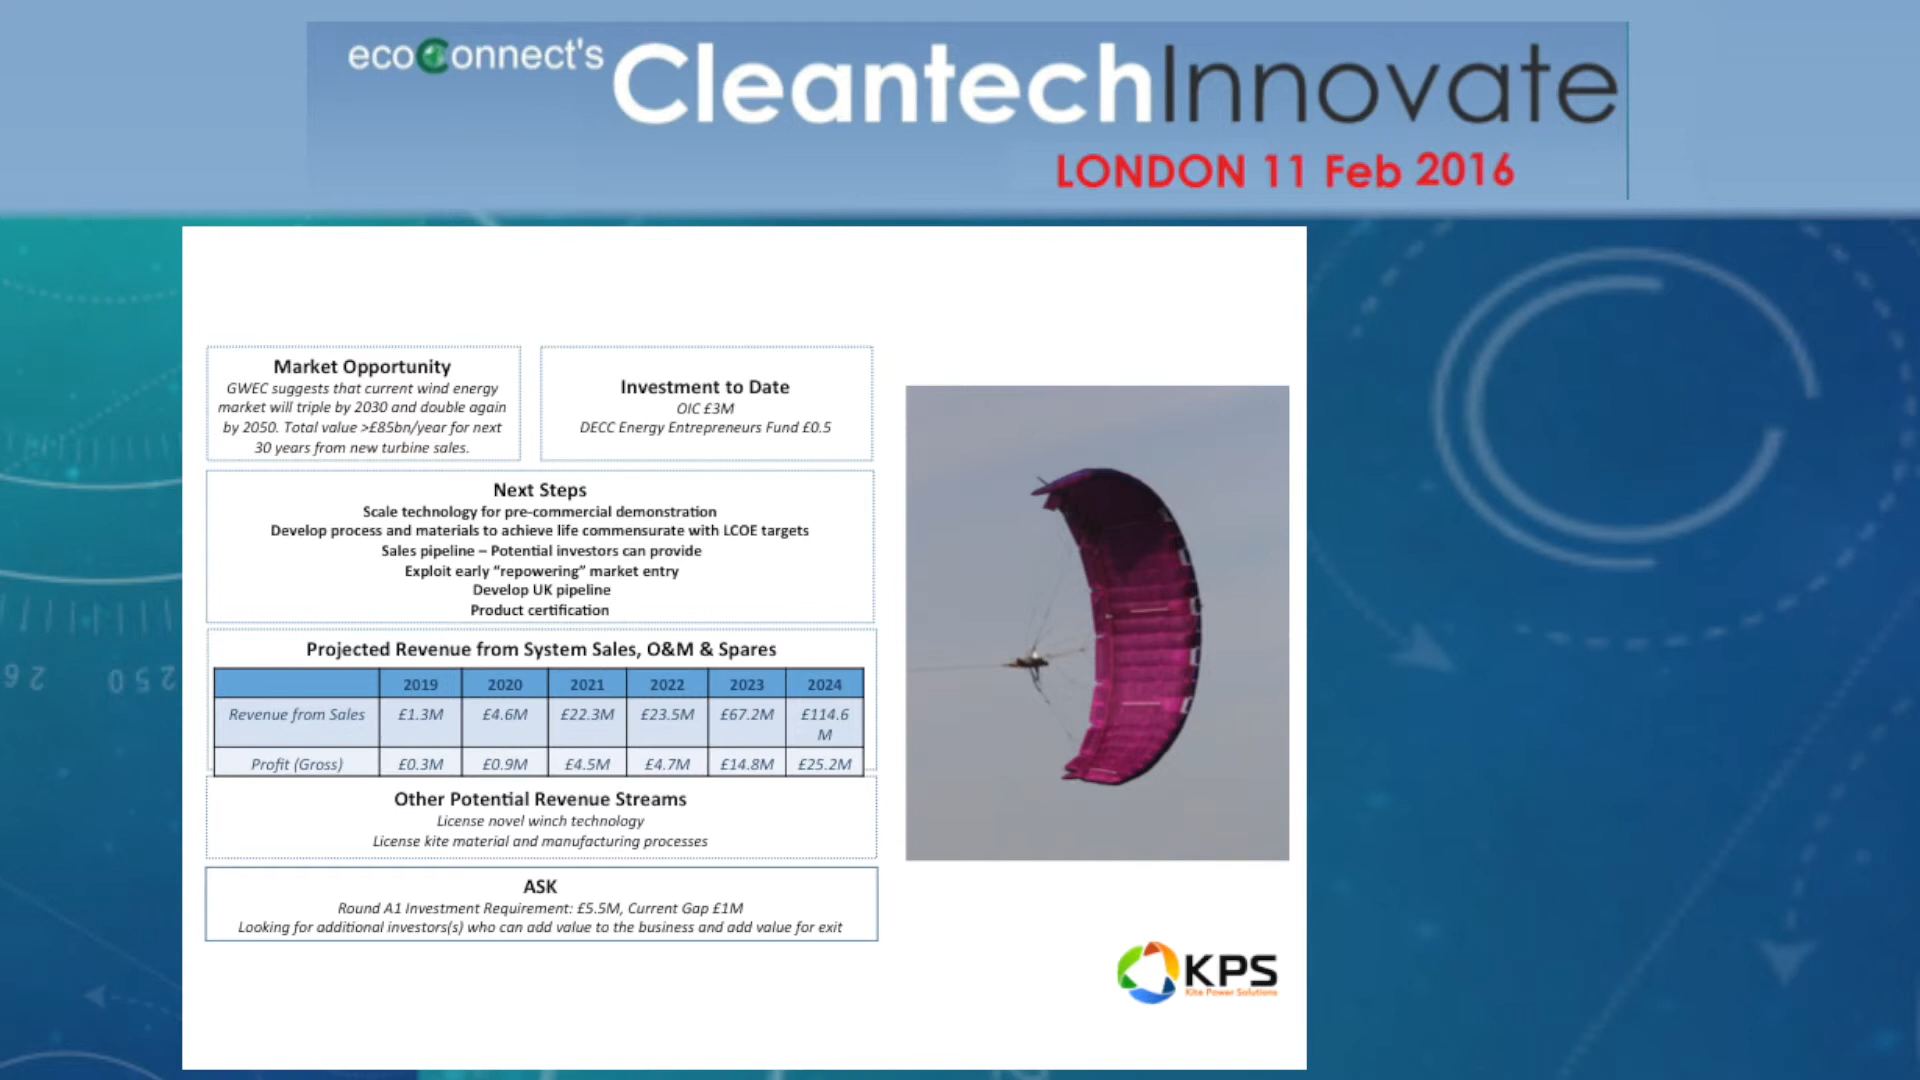 ecoConnect's CleantechInnovate
LONDON 11 Feb 2016
Market Opportunity
GWEC suggests that current wind energy
market will triple by 2030 and double again
by 2050. Total value >£85bn/year for next
30 years from new turbine sales.
Investment to Date
OIC £3M
DECC Energy Entrepreneurs Fund £0.5
Next Steps
Scale technology for pre-commercial demonstration
Develop process and materials to achieve life commensurate with LCOE targets
Sales pipeline – Potential investors can provide
Exploit early “repowering” market entry
Develop UK pipeline
Product certification
Projected Revenue from System Sales, O&M & Spares
2019 2020 2021 2022 2023 2024
Revenue from Sales £1.3M £4.6M £22.3M £23.5M £67.2M £114.6
M
Profit (Gross) £0.3M £0.9M £4.5M £4.7M £14.8M £25.2M
Other Potential Revenue Streams
License novel winch technology
License kite material and manufacturing processes
ASK
Round A1 Investment Requirement: £5.5M, Current Gap £1M
Looking for additional investors(s) who can add value to the business and add value for exit
KPS
Kite Power Solutions